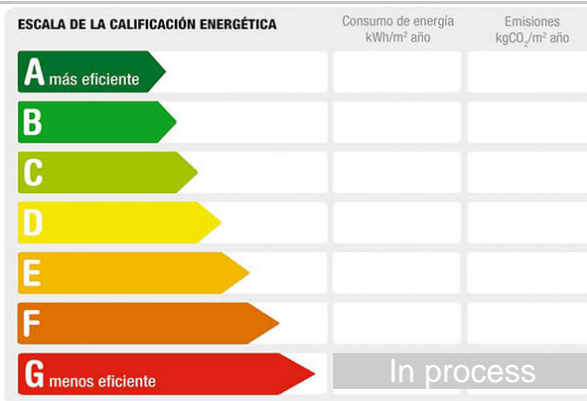 ESCALA DE LA CALIFICACIÓN ENERGÉTICA
Consumo de energía
kWh/m² año
Emisiones
kgCO₂/m² año
A más eficiente
B
C
D
E
F
G menos eficiente
In process